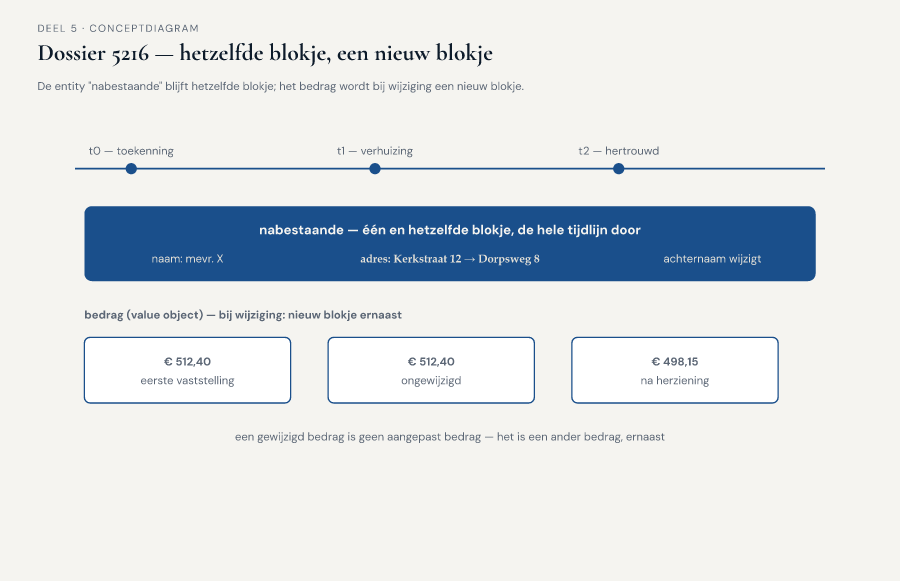 DEEL 5 · CONCEPTDIAGRAM
Dossier 5216 — hetzelfde blokje, een nieuw blokje
De entity "nabestaande" blijft hetzelfde blokje; het bedrag wordt bij wijziging een nieuw blokje.
t0 — toekenning
t1 — verhuizing
t2 — hertrouwd
nabestaande — één en hetzelfde blokje, de hele tijdlijn door
naam: mevr. X
adres: Kerkstraat 12 → Dorpsweg 8
achternaam wijzigt
bedrag (value object) — bij wijziging: nieuw blokje ernaast
€ 512,40
eerste vaststelling
€ 512,40
ongewijzigd
€ 498,15
na herziening
een gewijzigd bedrag is geen aangepast bedrag — het is een ander bedrag, ernaast